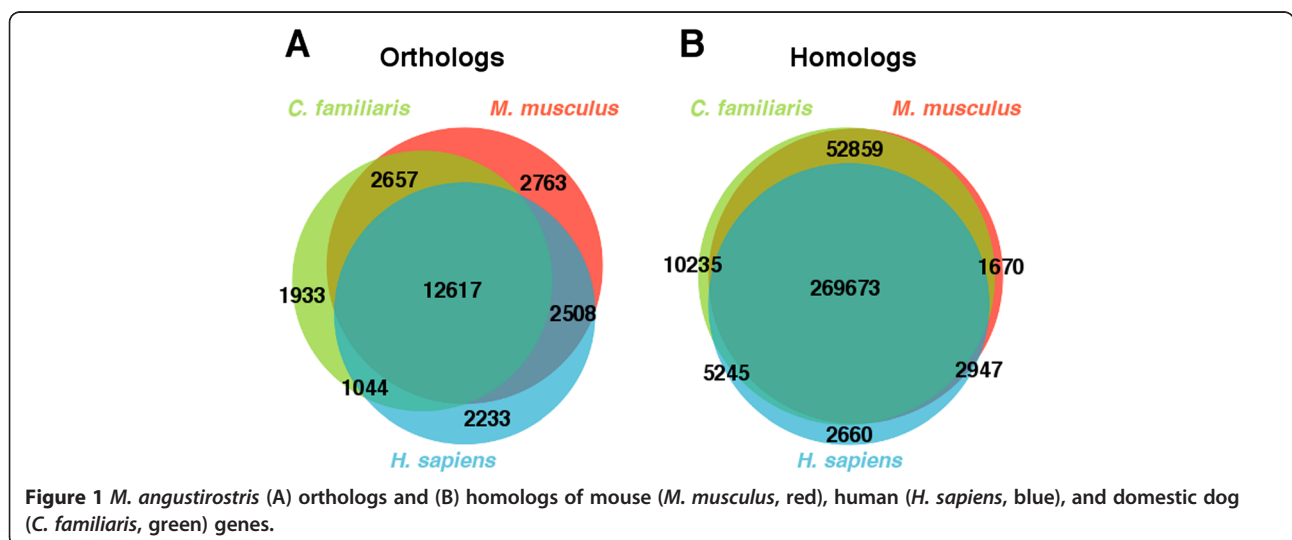 A
Orthologs
C. familiaris
M. musculus
2657
2763
12617
1933
2508
1044
2233
H. sapiens
B
Homologs
C. familiaris
M. musculus
52859
10235
1670
269673
5245
2947
2660
H. sapiens
Figure 1 M. angustirostris (A) orthologs and (B) homologs of mouse (M. musculus, red), human (H. sapiens, blue), and domestic dog
(C. familiaris, green) genes.